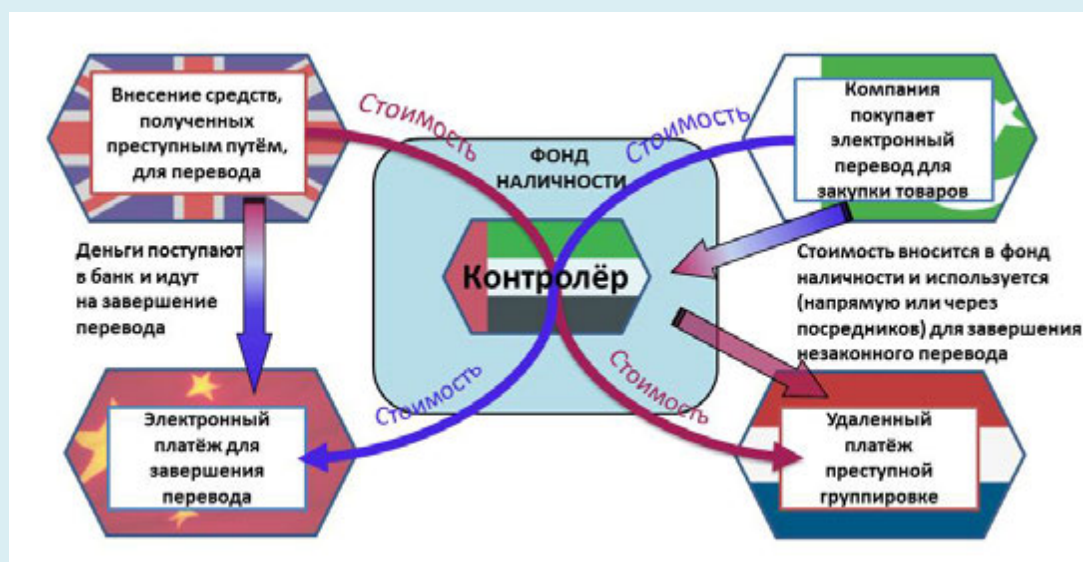 Внесение средств,
полученных
преступным путём,
для перевода
Стоимость
ФОНД
НАЛИЧНОСТИ
Стоимость
Компания
покупает
электронный
перевод для
закупки товаров
Деньги поступают
в банк и идут
на завершение
перевода
Контролёр
Стоимость вносится в фонд
наличности и используется
(напрямую или через
посредников) для завершения
незаконного перевода
Электронный
платёж для
завершения
перевода
Стоимость
Стоимость
Удаленный
платёж
преступной
группировке